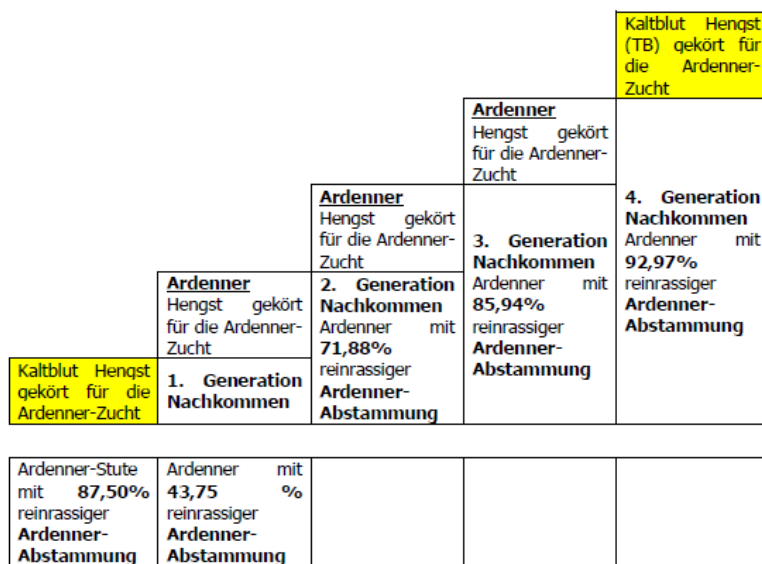 Kaltblut Hengst
(TB) gekört für
die Ardenner-
Zucht
Ardenner
Hengst gekört
für die Ardenner-
Zucht
4. Generation
Nachkommen
Ardenner mit
92,97%
reinrassiger
Ardenner-
Abstammung
Ardenner
Hengst gekört
für die Ardenner-
Zucht
3. Generation
Nachkommen
Ardenner mit
85,94%
reinrassiger
Ardenner-
Abstammung
Ardenner
Hengst gekört
für die Ardenner-
Zucht
2. Generation
Nachkommen
Ardenner mit
71,88%
reinrassiger
Ardenner-
Abstammung
Kaltblut Hengst
gekört für die
Ardenner-Zucht
1. Generation
Nachkommen
Ardenner-Stute
mit 87,50%
reinrassiger
Ardenner-
Abstammung
Ardenner mit
43,75 %
reinrassiger
Ardenner-
Abstammung